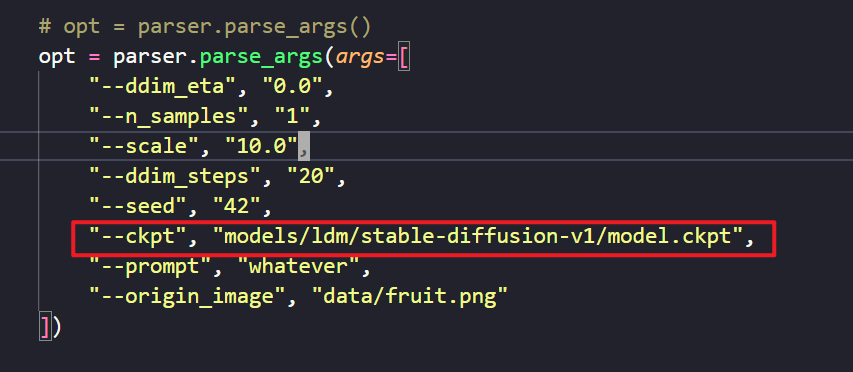 # opt = parser.parse_args()
opt = parser.parse_args(args=[
"--ddim_eta", "0.0",
"--n_samples", "1",
"--scale", "10.0",
"--ddim_steps", "20",
"--seed", "42",
"--ckpt", "models/ldm/stable-diffusion-v1/model.ckpt",
"--prompt", "whatever",
"--origin_image", "data/fruit.png"
])